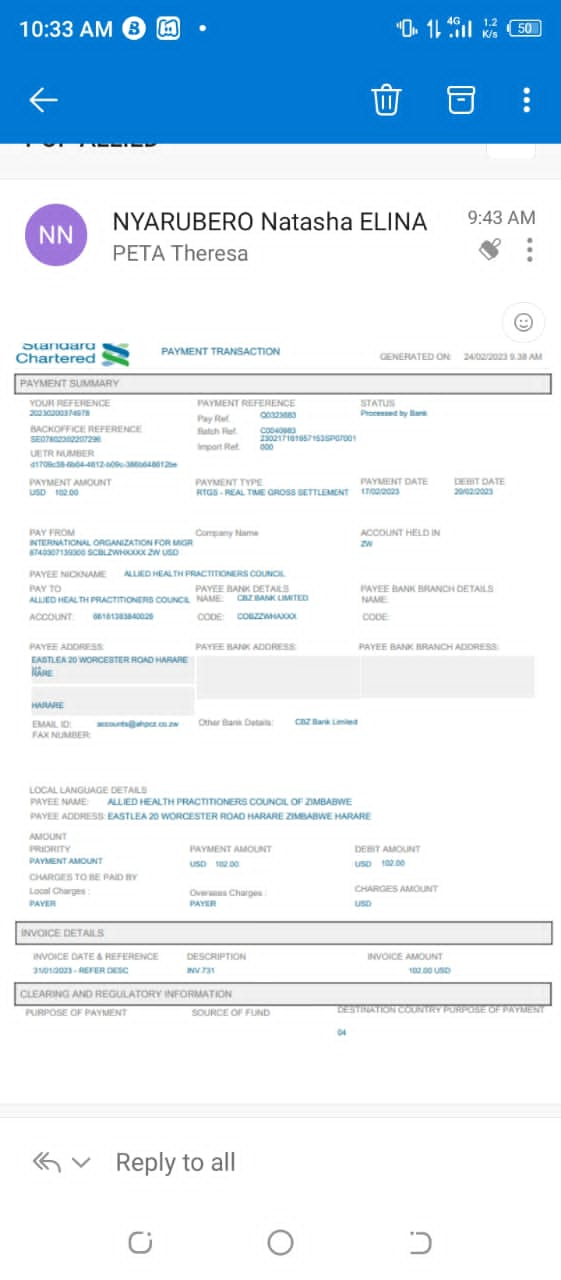 10:33 AM
4G 1.2 K/s 50
NYARUBERO Natasha ELINA 9:43 AM
NN
PETA Theresa
Standard Chartered
PAYMENT TRANSACTION
GENERATED ON: 24/02/2023 9.38 AM
PAYMENT SUMMARY
YOUR REFERENCE PAYMENT REFERENCE STATUS
20230200374978 Pay Ref. Processed by Bank
BACKOFFICE REFERENCE Batch Ref.
Import Ref. 000
UETR NUMBER
PAYMENT AMOUNT PAYMENT TYPE PAYMENT DATE DEBIT DATE
USD 102.00 RTGS - REAL TIME GROSS SETTLEMENT 17/02/2023 20/02/2023
PAY FROM Company Name ACCOUNT HELD IN
INTERNATIONAL ORGANIZATION FOR MIGR ZW
SCBLZWHXXXX ZW USD
PAYEE NICKNAME ALLIED HEALTH PRACTITIONERS COUNCIL
PAY TO PAYEE BANK DETAILS PAYEE BANK BRANCH DETAILS
ALLIED HEALTH PRACTITIONERS COUNCIL NAME: CBZ BANK LIMITED NAME:
ACCOUNT: CODE: COBZZWHAXXX CODE:
PAYEE ADDRESS: PAYEE BANK ADDRESS: PAYEE BANK BRANCH ADDRESS:
EASTLEA 20 WORCESTER ROAD HARARE
RARE
HARARE
EMAIL ID: accounts@ahpcz.co.zw Other Bank Details: CBZ Bank Limited
FAX NUMBER:
LOCAL LANGUAGE DETAILS
PAYEE NAME: ALLIED HEALTH PRACTITIONERS COUNCIL OF ZIMBABWE
PAYEE ADDRESS: EASTLEA 20 WORCESTER ROAD HARARE ZIMBABWE HARARE
AMOUNT
PRIORITY PAYMENT AMOUNT DEBIT AMOUNT
PAYMENT AMOUNT USD 102.00 USD 102.00
CHARGES TO BE PAID BY
Local Charges : Overseas Charges : CHARGES AMOUNT
PAYER PAYER USD
INVOICE DETAILS
INVOICE DATE & REFERENCE DESCRIPTION INVOICE AMOUNT
31/01/2023 - REFER DESC INV 731 102.00 USD
CLEARING AND REGULATORY INFORMATION
PURPOSE OF PAYMENT SOURCE OF FUND DESTINATION COUNTRY PURPOSE OF PAYMENT
04
Reply to all